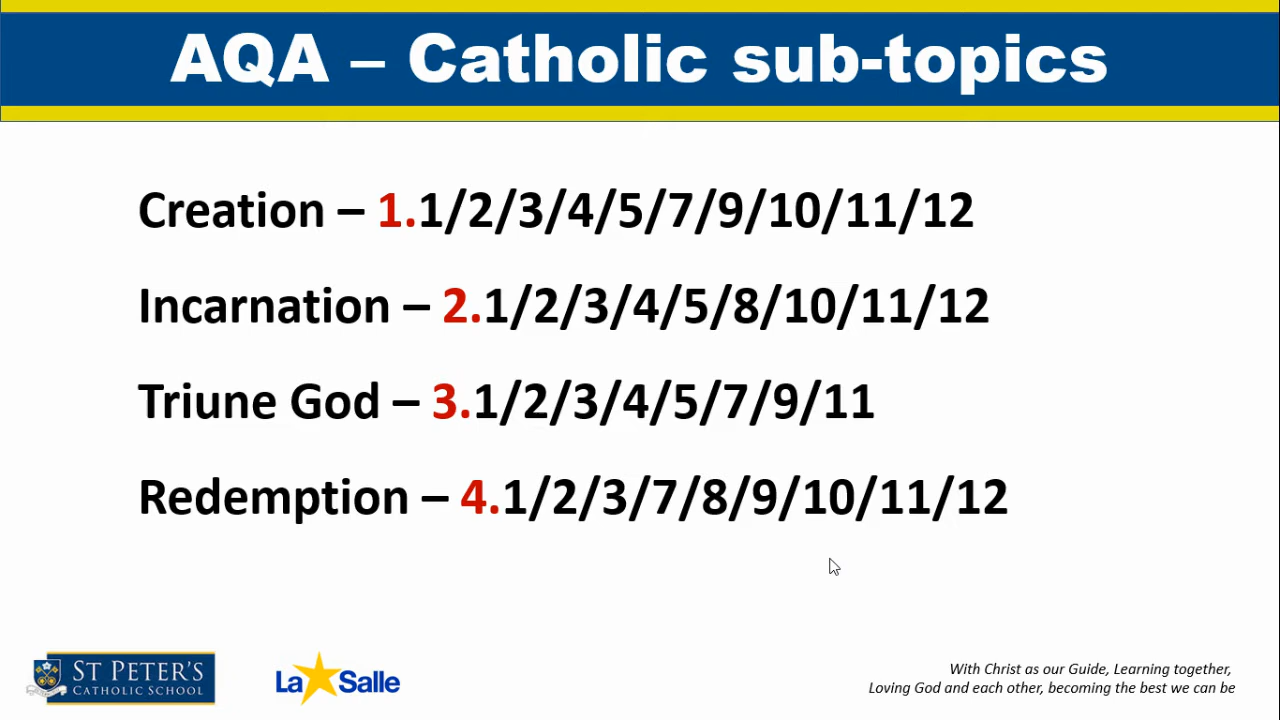 AQA – Catholic sub-topics
Creation – 1.1/2/3/4/5/7/9/10/11/12
Incarnation – 2.1/2/3/4/5/8/10/11/12
Triune God – 3.1/2/3/4/5/7/9/11
Redemption – 4.1/2/3/7/8/9/10/11/12
ST PETER'S
CATHOLIC SCHOOL
La Salle
With Christ as our Guide, Learning together,
Loving God and each other, becoming the best we can be